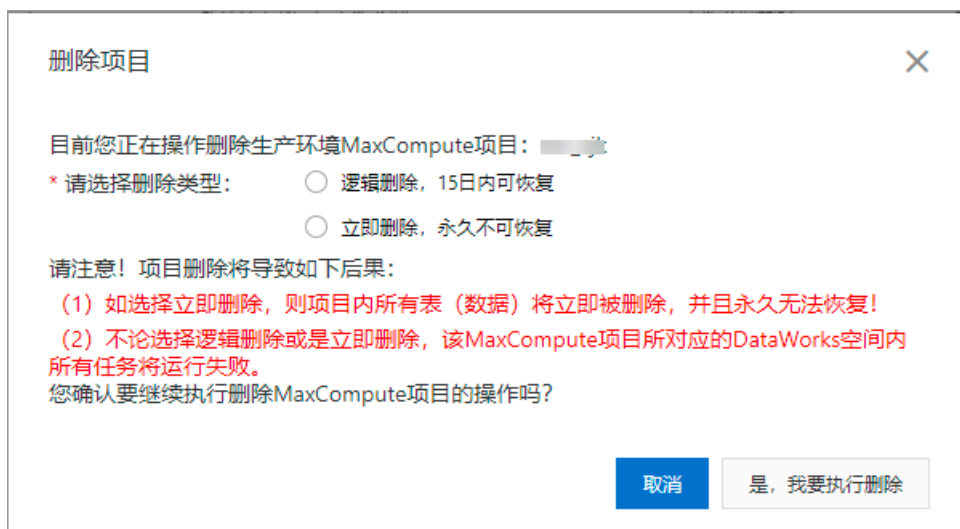 删除项目
目前您正在操作删除生产环境MaxCompute项目：
* 请选择删除类型：
逻辑删除，15日内可恢复
立即删除，永久不可恢复
请注意！项目删除将导致如下后果：
（1）如选择立即删除，则项目内所有表（数据）将立即被删除，并且永久无法恢复！
（2）不论选择逻辑删除或是立即删除，该MaxCompute项目所对应的DataWorks空间内
所有任务将运行失败。
您确认要继续执行删除MaxCompute项目的操作吗？
取消
是，我要执行删除